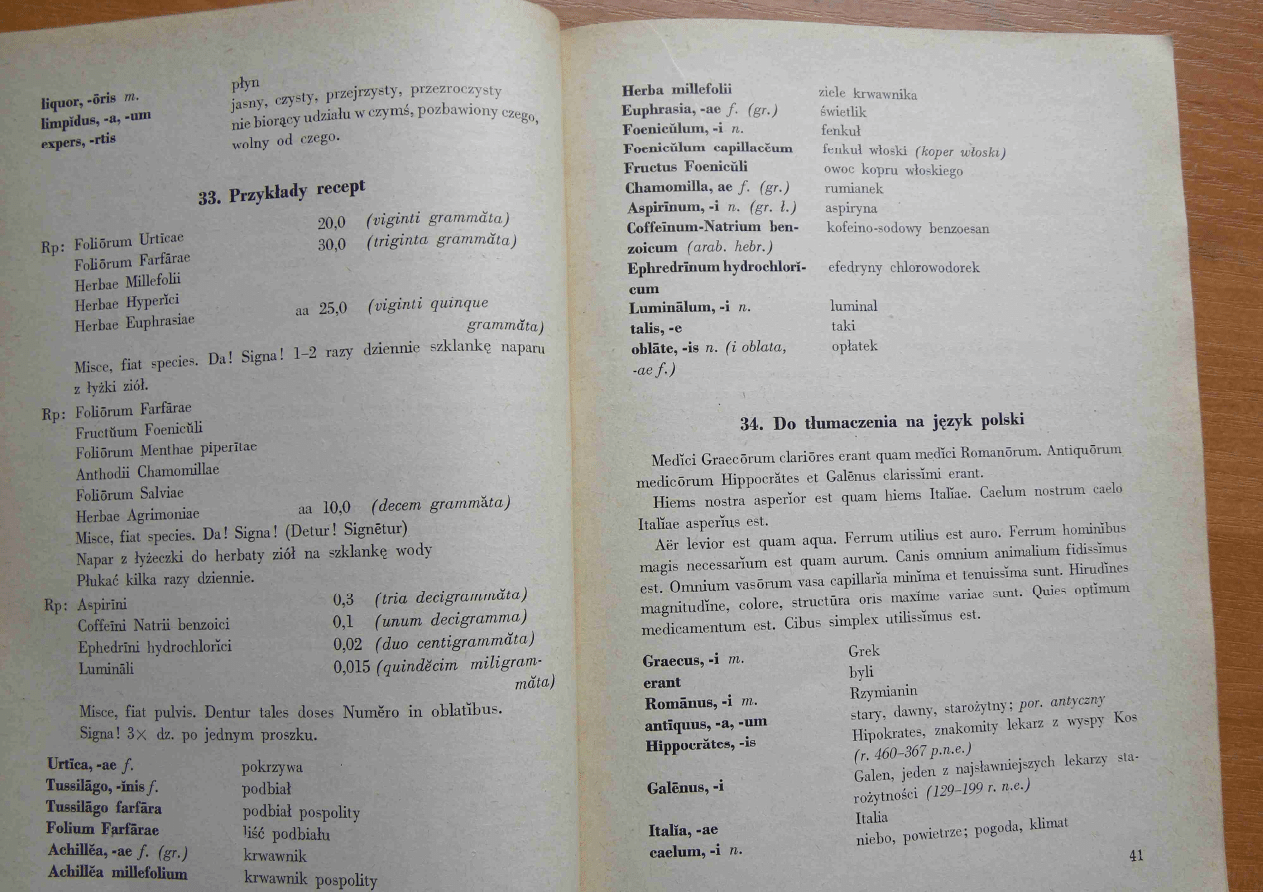 liquor, -ōris m. płyn
limpĭdus, -a, -um jasny, czysty, przejrzysty, przezroczysty
expers, -rtis nie biorący udziału w czymś, pozbawiony czego,
wolny od czego.
33. Przykłady recept
Rp: Foliōrum Urtīcae 20,0 (viginti grammăta)
Foliōrum Farfărae 30,0 (triginta grammăta)
Herbae Millefolii
Herbae Hyperĭci
Herbae Euphrasiae aa 25,0 (viginti quinque
grammăta)
Misce, fiat species. Da! Signa! 1–2 razy dziennie szklankę naparu
z łyżki ziół.
Rp: Foliōrum Farfărae
Fructŭum Foenicŭli
Foliōrum Menthae piperītae
Anthodii Chamomillae
Foliōrum Salviae
Herbae Agrimoniae aa 10,0 (decem grammăta)
Misce, fiat species. Da! Signa! (Detur! Signētur)
Napar z łyżeczki do herbaty ziół na szklankę wody
Płukać kilka razy dziennie.
Rp: Aspirīni 0,3 (tria decigrammăta)
Coffeīni Natrii benzoici 0,1 (unum decigramma)
Ephedrīni hydrochlorĭci 0,02 (duo centigrammăta)
Lumināli 0,015 (quinděcim miligram-
măta)
Misce, fiat pulvis. Dentur tales doses Numĕro in oblatĭbus.
Signa! 3× dz. po jednym proszku.
Urtīca, -ae f. pokrzywa
Tussilāgo, -ĭnis f. podbiał
Tussilāgo farfăra podbiał pospolity
Folium Farfărae liść podbiału
Achillĕa, -ae f. (gr.) krwawnik
Achillĕa millefolium krwawnik pospolity
Herba millefolii ziele krwawnika
Euphrasia, -ae f. (gr.) świetlik
Foenicŭlum, -i n. fenkuł
Foenicŭlum capillacĕum fenkuł włoski (koper włoski)
Fructus Foenicŭli owoc kopru włoskiego
Chamomilla, ae f. (gr.) rumianek
Aspirīnum, -i n. (gr. ł.) aspiryna
Coffeīnum-Natrium ben- kofeino-sodowy benzoesan
zoicum (arab. hebr.)
Ephredrīnum hydrochlorĭ- efedryny chlorowodorek
cum
Luminālum, -i n. luminal
talis, -e taki
oblāte, -is n. (i oblata, opłatek
-ae f.)
34. Do tłumaczenia na język polski
Medĭci Graecōrum clariōres erant quam medĭci Romanōrum. Antiquōrum
medicōrum Hippocrătes et Galēnus clarissĭmi erant.
Hiems nostra asperĭor est quam hiems Italĭae. Caelum nostrum caelo
Italĭae asperĭus est.
Aër levior est quam aqua. Ferrum utilius est auro. Ferrum hominĭbus
magis necessarĭum est quam aurum. Canis omnium animalium fidissĭmus
est. Omnium vasōrum vasa capillarĭa minĭma et tenuissĭma sunt. Hirudĭnes
magnitudĭne, colore, structūra oris maxĭme variae sunt. Quies optĭmum
medicamentum est. Cibus simplex utilissĭmus est.
Graecus, -i m. Grek
erant byli
Romānus, -i m. Rzymianin
antīquus, -a, -um stary, dawny, starożytny; por. antyczny
Hippocrătes, -is Hipokrates, znakomity lekarz z wyspy Kos
(r. 460–367 p.n.e.)
Galēnus, -i Galen, jeden z najsławniejszych lekarzy sta-
rożytności (129–199 r. n.e.)
Italĭa, -ae Italia
caelum, -i n. niebo, powietrze; pogoda, klimat
41